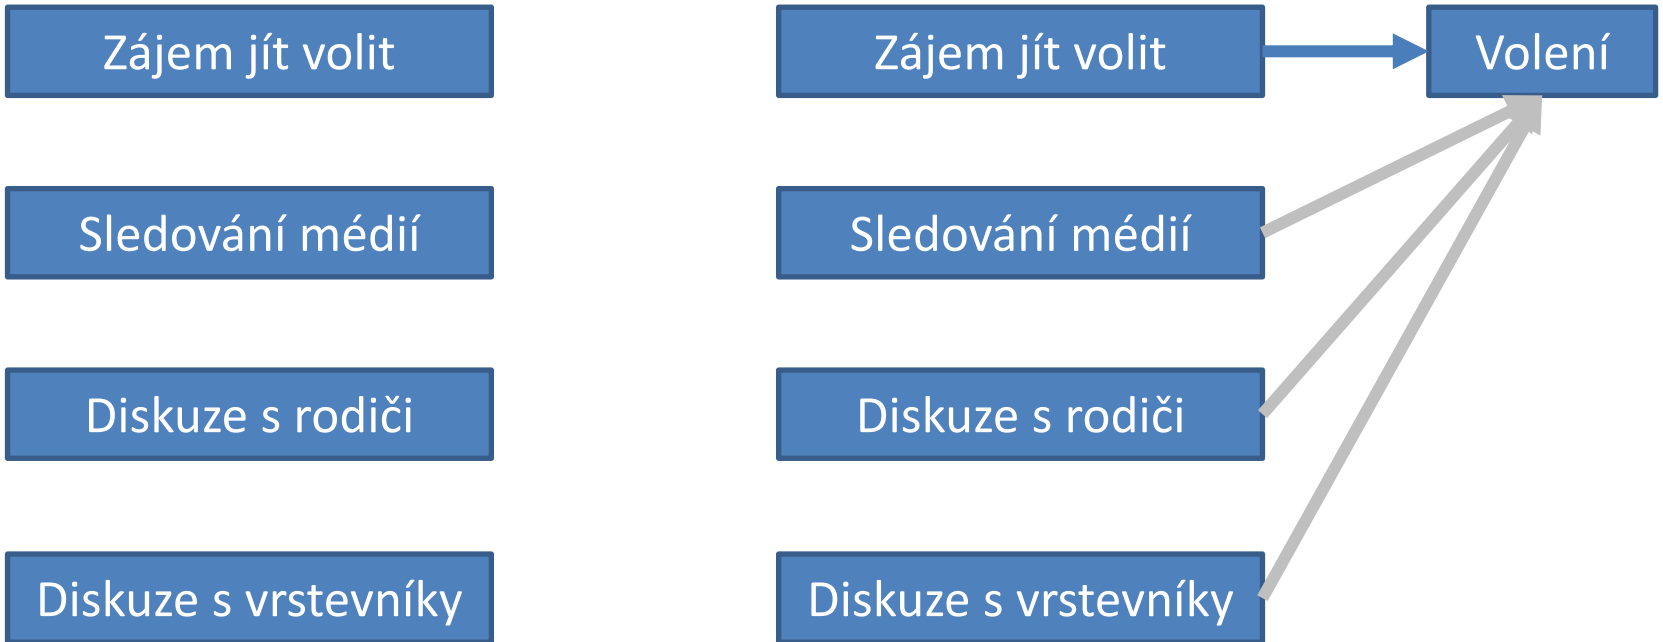 Zájem jít volit
Zájem jít volit
Volení
Sledování médií
Sledování médií
Diskuze s rodiči
Diskuze s rodiči
Diskuze s vrstevníky
Diskuze s vrstevníky